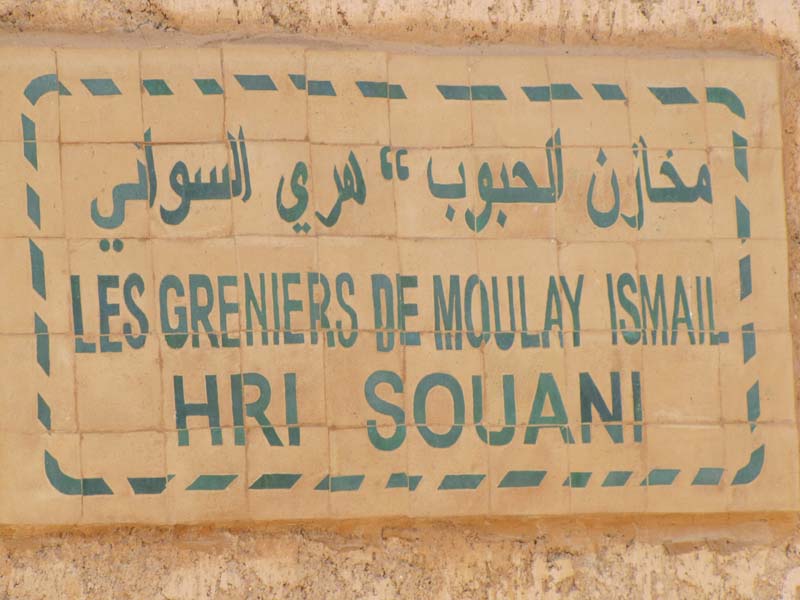 مخازن الحبوب “ هري السواني
LES GRENIERS DE MOULAY ISMAIL
HRI SOUANI